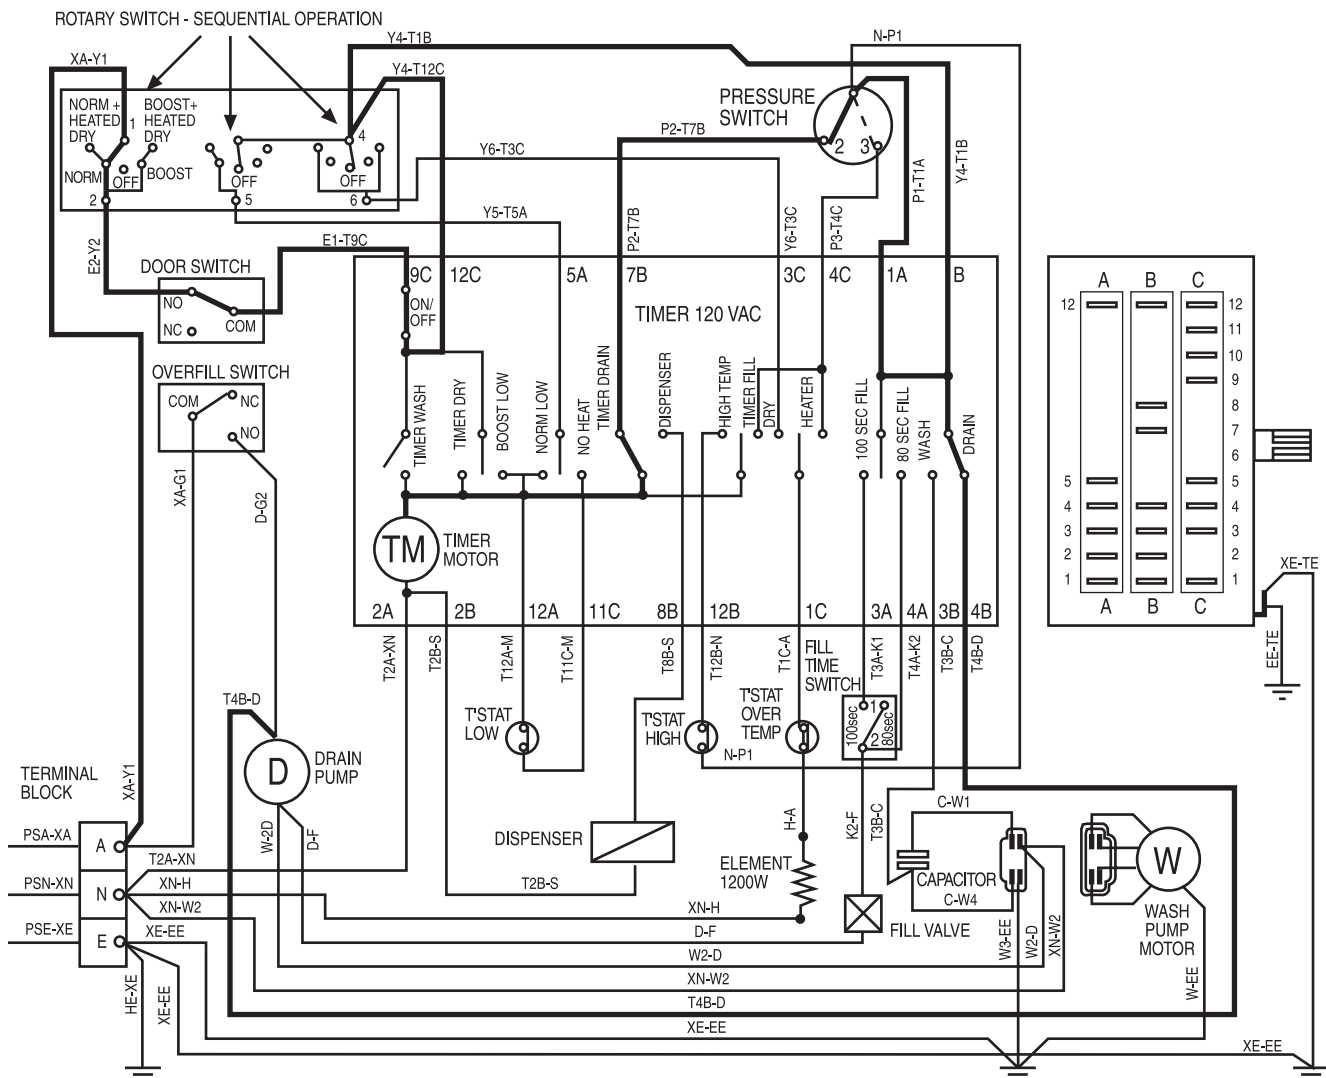 ROTARY SWITCH - SEQUENTIAL OPERATION
XA-Y1
Y4-T1B
Y4-T12C
N-P1
NORM +
HEATED
DRY
BOOST+
HEATED
DRY
1
4
NORM
OFF
BOOST
OFF
OFF
2
5
6
PRESSURE
SWITCH
2
3
P2-T7B
Y6-T3C
Y5-T5A
E1-T9C
E2-Y2
P2-T7B
Y6-T3C
P3-T4C
P1-T1A
Y4-T1B
DOOR SWITCH
NO
NC
COM
OVERFILL SWITCH
COM
NC
NO
XA-G1
D-G2
9C
12C
5A
7B
3C
4C
1A
B
ON/
OFF
TIMER 120 VAC
TIMER WASH
TIMER DRY
BOOST LOW
NORM LOW
NO HEAT
TIMER DRAIN
DISPENSER
HIGH TEMP
TIMER FILL
DRY
HEATER
100 SEC FILL
80 SEC FILL
WASH
DRAIN
TM
TIMER
MOTOR
2A
2B
12A
11C
8B
12B
1C
3A
4A
3B
4B
A
B
C
12
12
11
10
9
8
7
6
5
5
4
4
3
3
2
2
1
1
A
B
C
XE-TE
EE-TE
T2A-XN
T2B-S
T12A-M
T11C-M
T8B-S
T12B-N
T1C-A
FILL
TIME
SWITCH
T3A-K1
T4A-K2
T3B-C
T4B-D
T'STAT
LOW
T'STAT
HIGH
T'STAT
OVER
TEMP
100sec
1
2
80sec
N-P1
T4B-D
D
DRAIN
PUMP
XA-Y1
TERMINAL
BLOCK
PSA-XA
A
PSN-XN
N
PSE-XE
E
T2A-XN
XN-H
XN-W2
XE-EE
W-2D
D-F
DISPENSER
T2B-S
H-A
K2-F
T3B-C
ELEMENT
1200W
C-W1
CAPACITOR
C-W4
FILL VALVE
W
WASH
PUMP
MOTOR
W3-EE
W2-D
XN-W2
W-EE
XN-H
D-F
W2-D
XN-W2
T4B-D
XE-EE
HE-XE
XE-EE
XE-EE